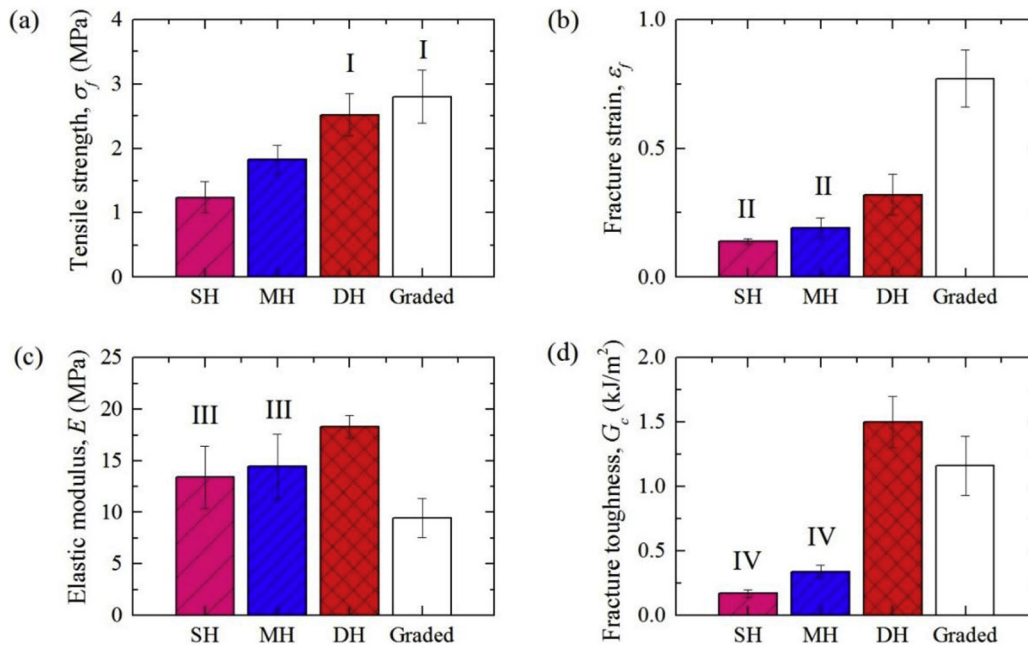 (a)
Tensile strength, σf (MPa)
4
3
2
1
0
I
I
SH MH DH Graded
(b)
Fracture strain, εf
1.0
0.5
0.0
II
II
SH MH DH Graded
(c)
Elastic modulus, E (MPa)
25
20
15
10
5
0
III
III
SH MH DH Graded
(d)
Fracture toughness, Gc (kJ/m²)
2.0
1.5
1.0
0.5
0.0
IV
IV
SH MH DH Graded